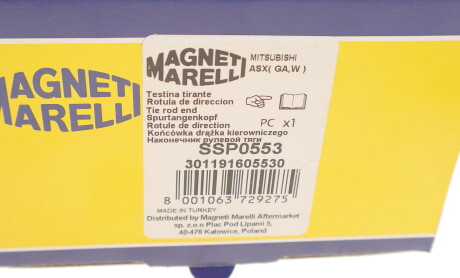 MAGNETI
MARELLI
MAGNETI
MARELLI
MITSUBISHI
ASX( GA,W )
Testina tirante
Rotula de direccion
Tie rod end
Spurtangenkopf
Rotule de direction
Końcówka drążka kierowniczego
Наконечник рулевой тяги
PC x1
SSP0553
301191605530
8 001063 729275
MADE IN TURKEY
Distributed by Magneti Marelli Aftermarket
sp. z.o.o Plac Pod Lipami 5,
40-476 Katowice, Poland